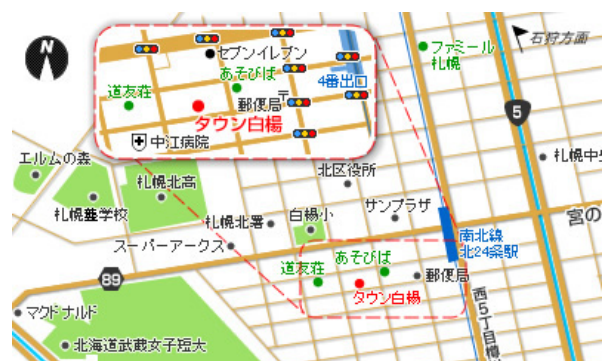 N
セブンイレブン
あそびば
4番出口
道友荘
〒
郵便局
タウン白楊
中江病院
ファミール
札幌
石狩方面
5
エルムの森
札幌聾学校
札幌北高
北区役所
札幌中央
札幌北署
白楊小
サンプラザ
宮の
スーパーアークス
南北線
北24条駅
あそびば
道友荘
郵便局
タウン白楊
89
マクドナルド
北海道武蔵女子短大
西5丁目樽